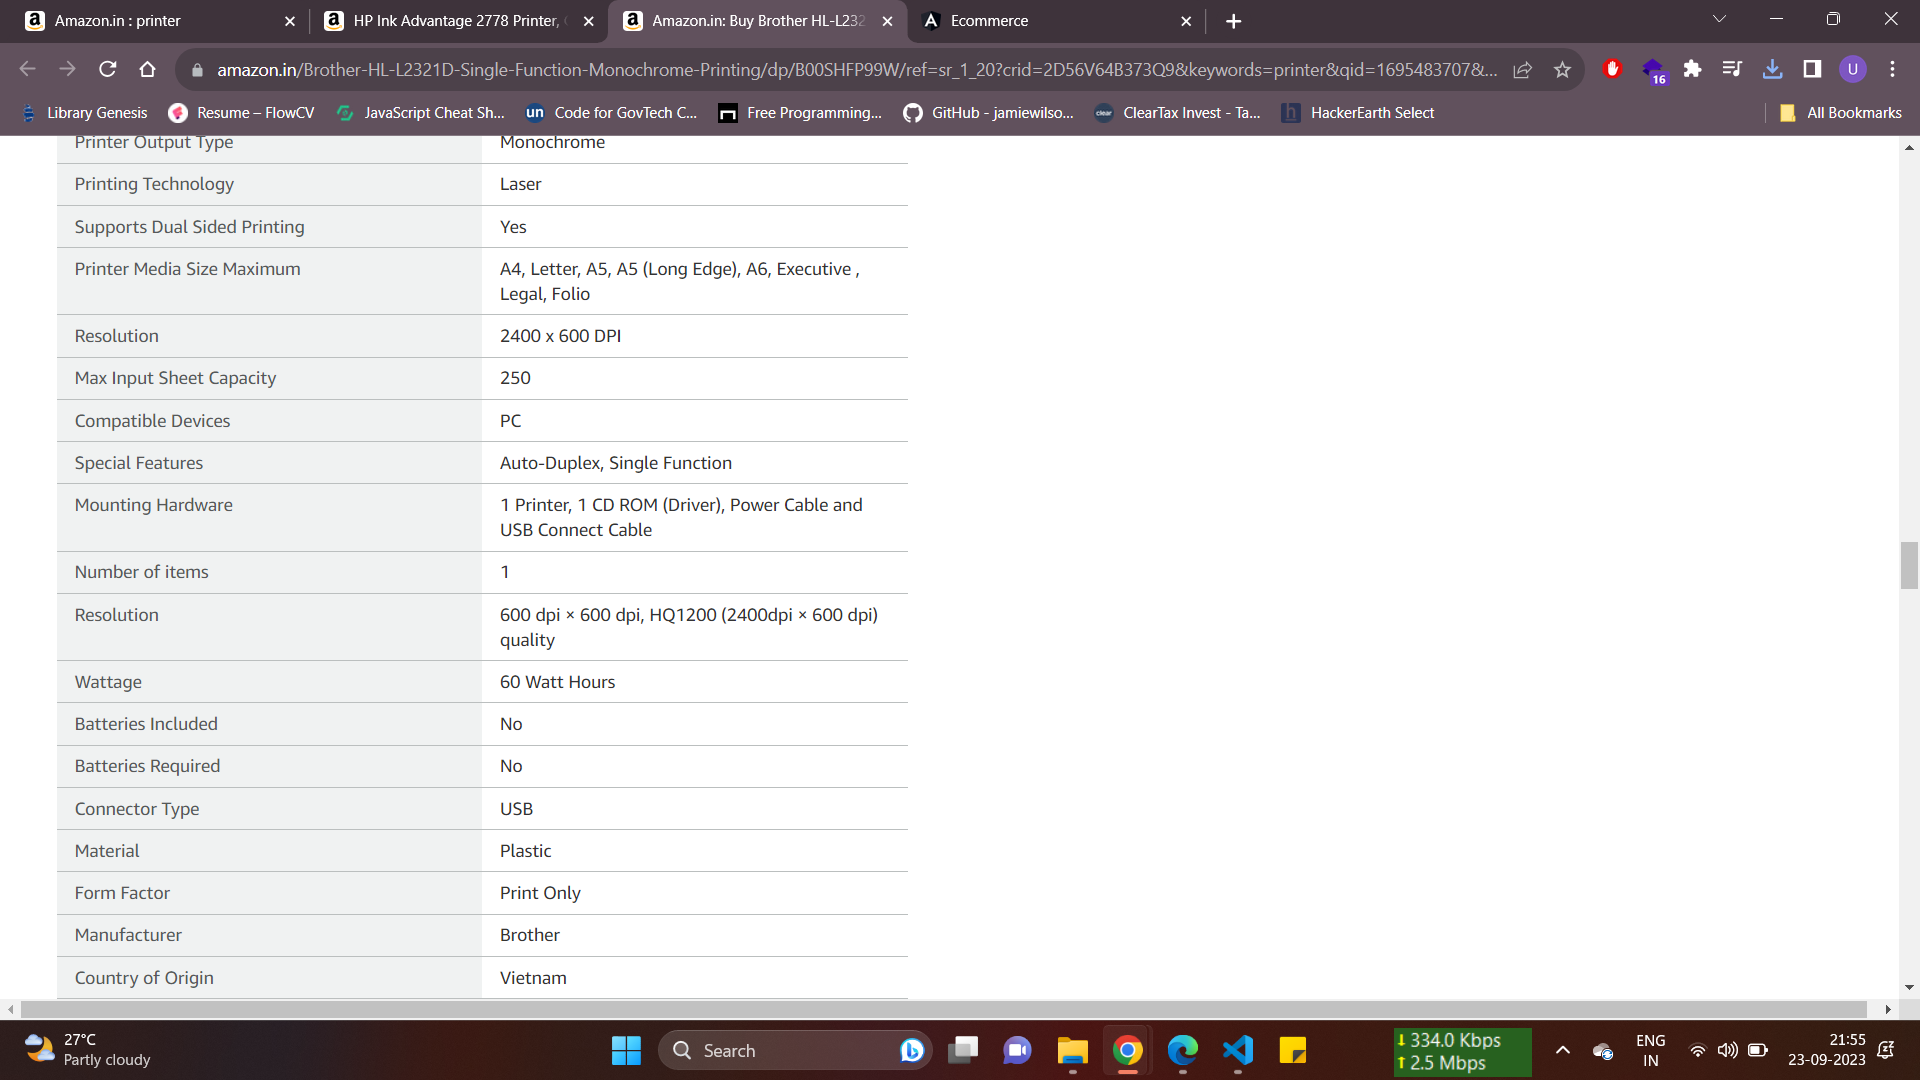 Amazon.in : printer
HP Ink Advantage 2778 Printer,
Amazon.in: Buy Brother HL-L232
Ecommerce
amazon.in/Brother-HL-L2321D-Single-Function-Monochrome-Printing/dp/B00SHFP99W/ref=sr_1_20?crid=2D56V64B373Q9&keywords=printer&qid=1695483707&...
16
U
Library Genesis
Resume – FlowCV
JavaScript Cheat Sh...
un Code for GovTech C...
Free Programming...
GitHub - jamiewilso...
clear ClearTax Invest - Ta...
h HackerEarth Select
All Bookmarks
Printer Output Type Monochrome
Printing Technology Laser
Supports Dual Sided Printing Yes
Printer Media Size Maximum A4, Letter, A5, A5 (Long Edge), A6, Executive ,
Legal, Folio
Resolution 2400 x 600 DPI
Max Input Sheet Capacity 250
Compatible Devices PC
Special Features Auto-Duplex, Single Function
Mounting Hardware 1 Printer, 1 CD ROM (Driver), Power Cable and
USB Connect Cable
Number of items 1
Resolution 600 dpi × 600 dpi, HQ1200 (2400dpi × 600 dpi)
quality
Wattage 60 Watt Hours
Batteries Included No
Batteries Required No
Connector Type USB
Material Plastic
Form Factor Print Only
Manufacturer Brother
Country of Origin Vietnam
27°C
Partly cloudy
Search
334.0 Kbps
2.5 Mbps
ENG
IN
21:55
23-09-2023